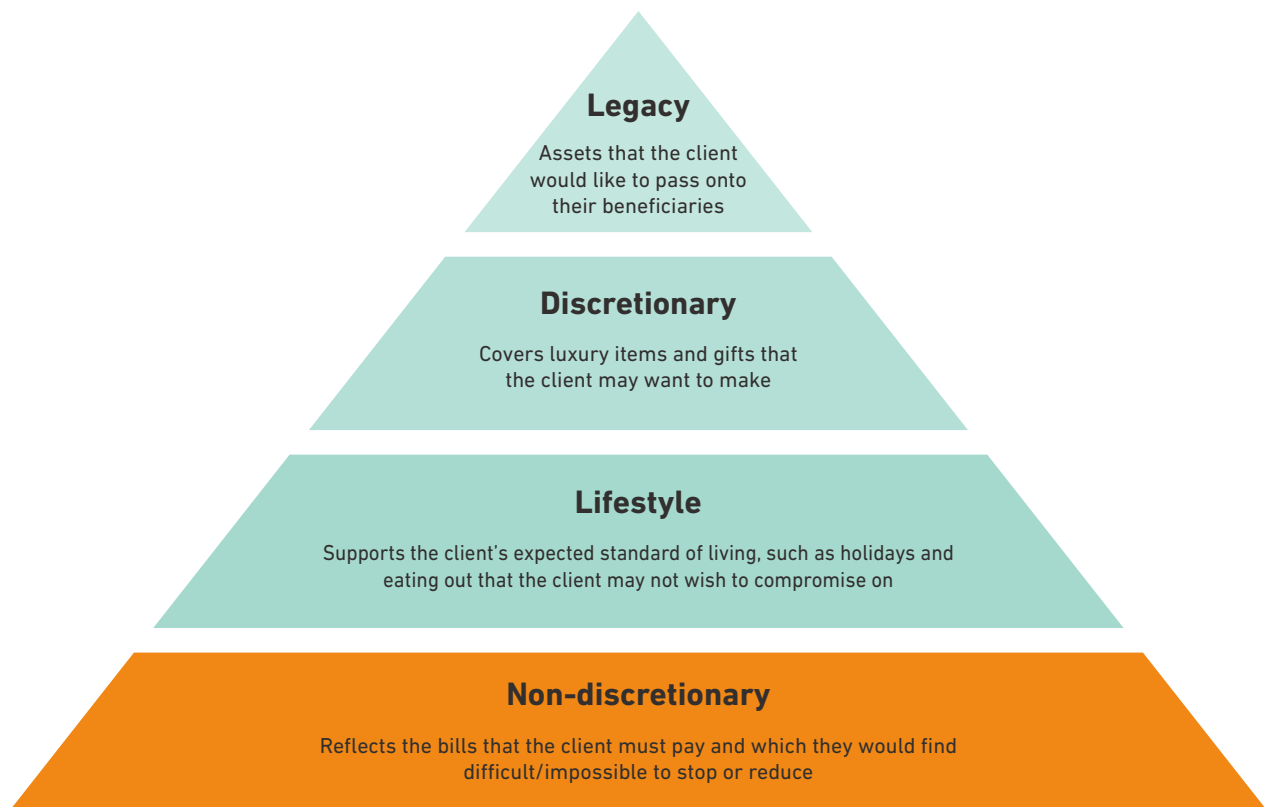 Legacy
Assets that the client
would like to pass onto
their beneficiaries
Discretionary
Covers luxury items and gifts that
the client may want to make
Lifestyle
Supports the client’s expected standard of living, such as holidays and
eating out that the client may not wish to compromise on
Non-discretionary
Reflects the bills that the client must pay and which they would find
difficult/impossible to stop or reduce